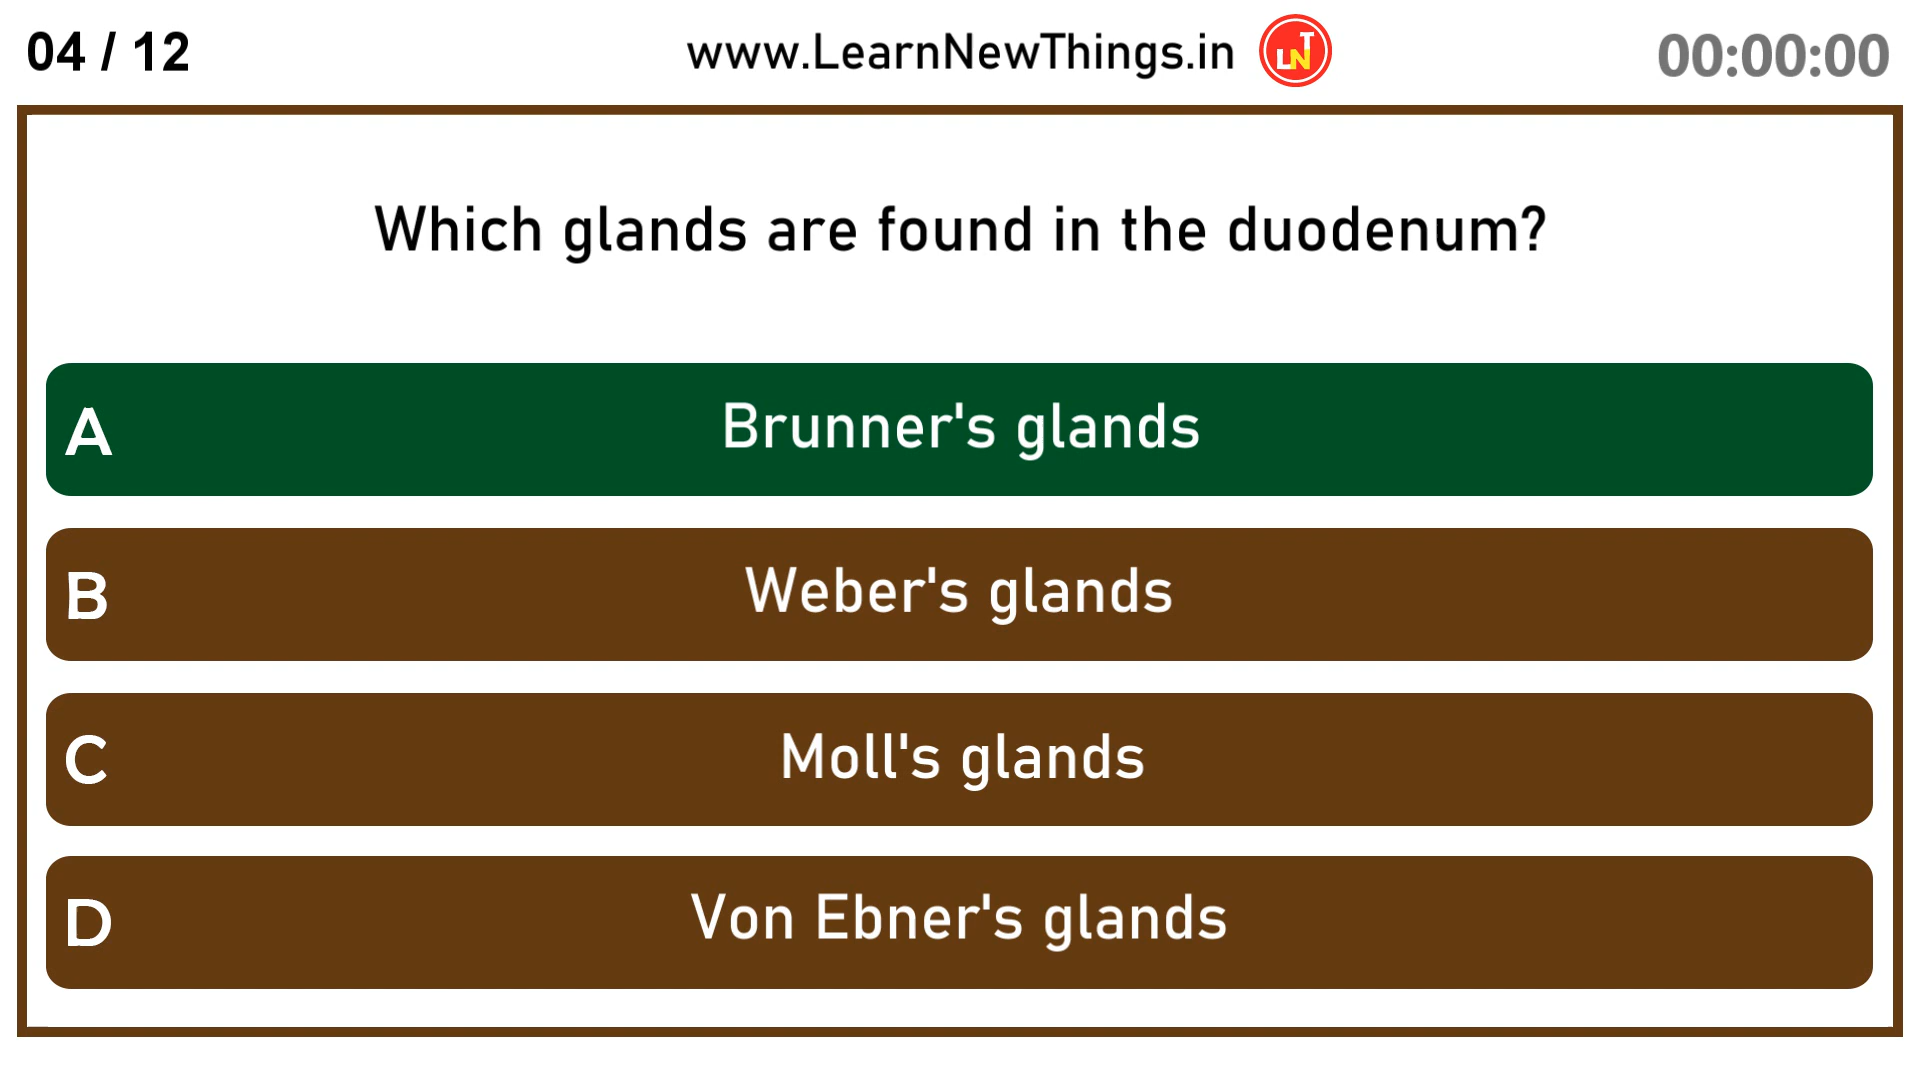 04 / 12
www.LearnNewThings.in
LNT
00:00:00
Which glands are found in the duodenum?
A Brunner's glands
B Weber's glands
C Moll's glands
D Von Ebner's glands